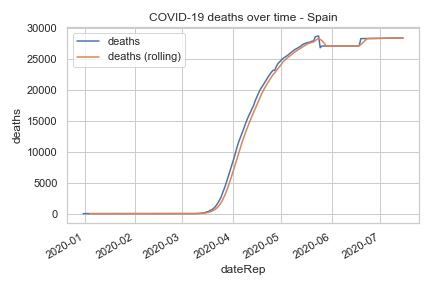 COVID-19 deaths over time - Spain
30000
25000
20000
15000
10000
5000
0
deaths
deaths
deaths (rolling)
2020-01
2020-02
2020-03
2020-04
2020-05
2020-06
2020-07
dateRep